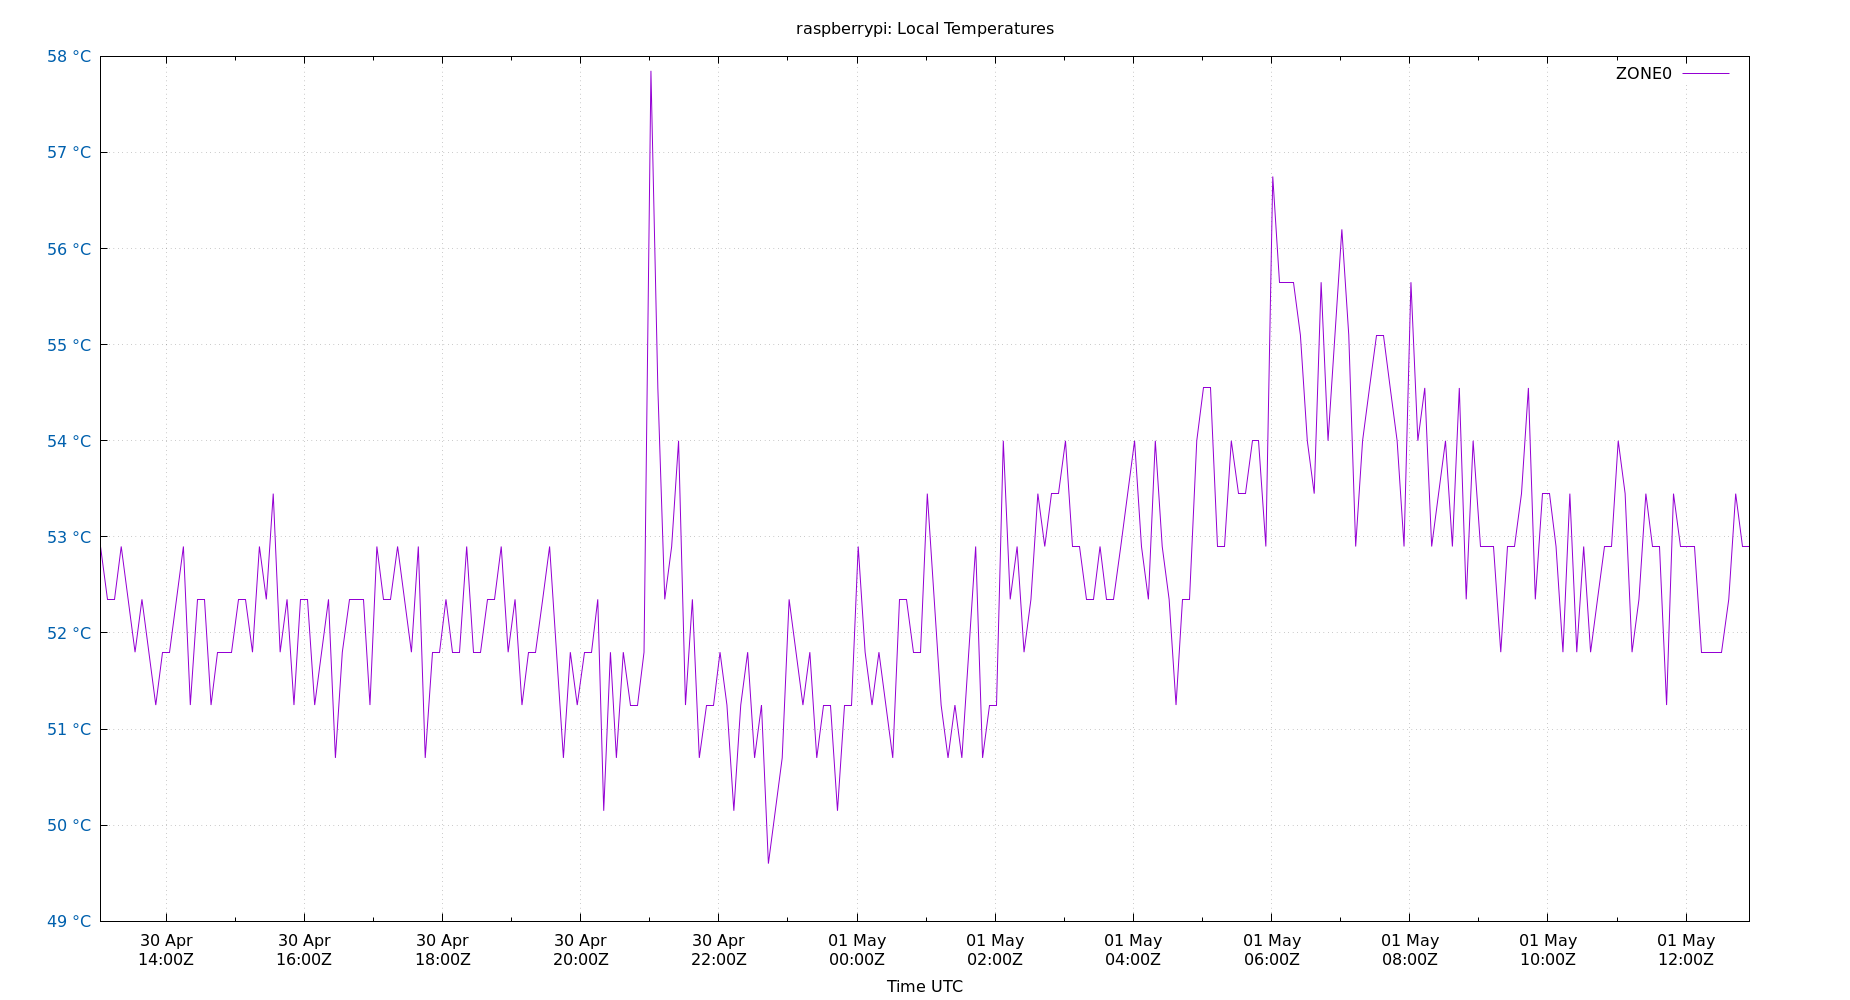 raspberrypi: Local Temperatures
58 °C
57 °C
56 °C
55 °C
54 °C
53 °C
52 °C
51 °C
50 °C
49 °C
ZONE0
30 Apr 14:00Z
30 Apr 16:00Z
30 Apr 18:00Z
30 Apr 20:00Z
30 Apr 22:00Z
01 May 00:00Z
01 May 02:00Z
01 May 04:00Z
01 May 06:00Z
01 May 08:00Z
01 May 10:00Z
01 May 12:00Z
Time UTC